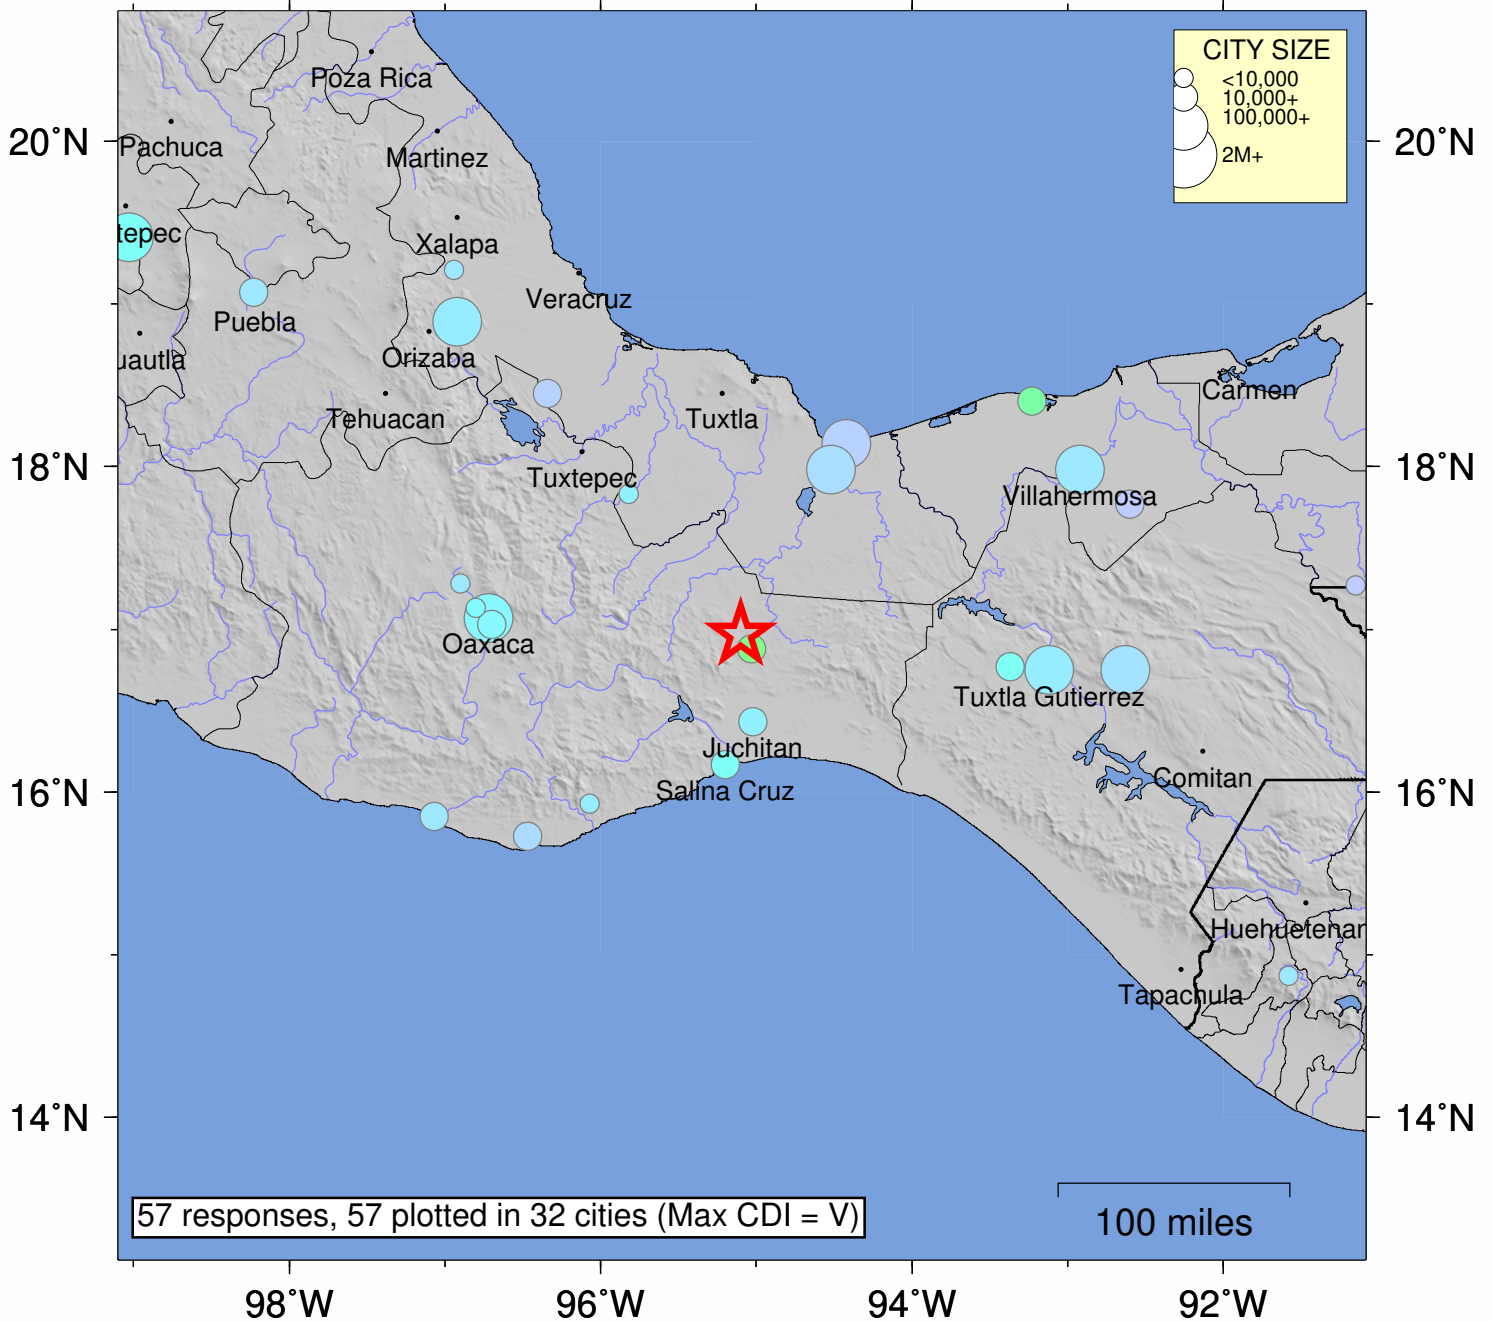 CITY SIZE
<10,000
10,000+
100,000+
2M+
Poza Rica
20˚N
20˚N
Pachuca
Martinez
tepec
Xalapa
Veracruz
Puebla
Orizaba
uautla
Carmen
Tehuacan
Tuxtla
18˚N
18˚N
Tuxtepec
Villahermosa
Oaxaca
Tuxtla Gutierrez
Juchitan
Comitan
16˚N
Salina Cruz
16˚N
Huehuetenan
Tapachula
14˚N
14˚N
57 responses, 57 plotted in 32 cities (Max CDI = V)
100 miles
98˚W
96˚W
94˚W
92˚W